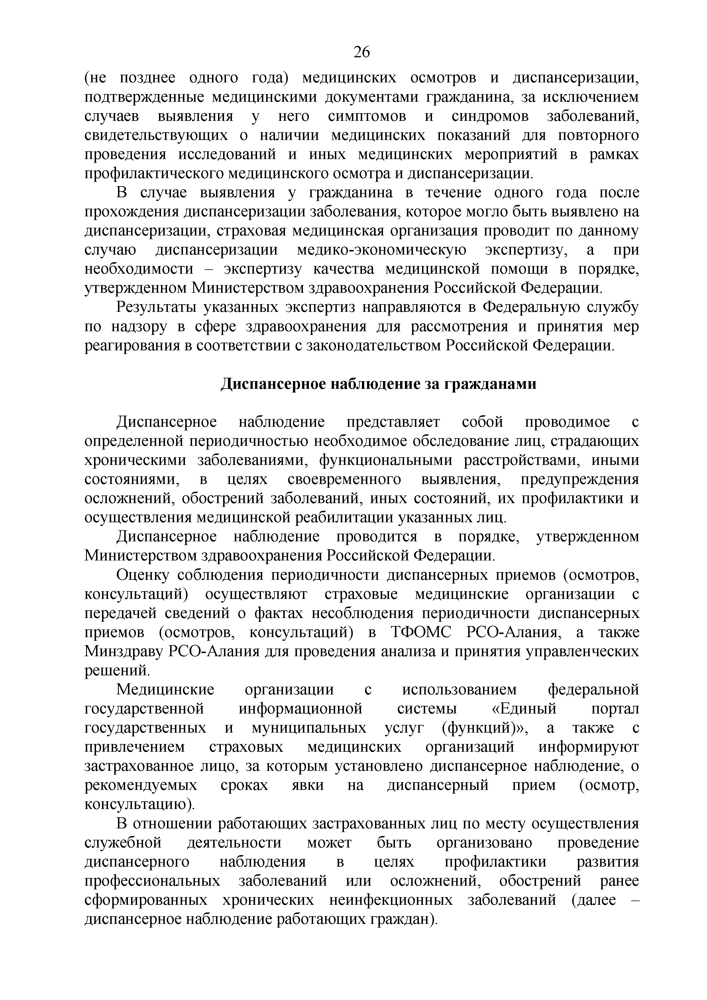 26
(не позднее одного года) медицинских осмотров и диспансеризации,
подтвержденные медицинскими документами гражданина, за исключением
случаев выявления у него симптомов и синдромов заболеваний,
свидетельствующих о наличии медицинских показаний для повторного
проведения исследований и иных медицинских мероприятий в рамках
профилактического медицинского осмотра и диспансеризации.
В случае выявления у гражданина в течение одного года после
прохождения диспансеризации заболевания, которое могло быть выявлено на
диспансеризации, страховая медицинская организация проводит по данному
случаю диспансеризации медико-экономическую экспертизу, а при
необходимости – экспертизу качества медицинской помощи в порядке,
утвержденном Министерством здравоохранения Российской Федерации.
Результаты указанных экспертиз направляются в Федеральную службу
по надзору в сфере здравоохранения для рассмотрения и принятия мер
реагирования в соответствии с законодательством Российской Федерации.
Диспансерное наблюдение за гражданами
Диспансерное наблюдение представляет собой проводимое с
определенной периодичностью необходимое обследование лиц, страдающих
хроническими заболеваниями, функциональными расстройствами, иными
состояниями, в целях своевременного выявления, предупреждения
осложнений, обострений заболеваний, иных состояний, их профилактики и
осуществления медицинской реабилитации указанных лиц.
Диспансерное наблюдение проводится в порядке, утвержденном
Министерством здравоохранения Российской Федерации.
Оценку соблюдения периодичности диспансерных приемов (осмотров,
консультаций) осуществляют страховые медицинские организации с
передачей сведений о фактах несоблюдения периодичности диспансерных
приемов (осмотров, консультаций) в ТФОМС РСО-Алания, а также
Минздраву РСО-Алания для проведения анализа и принятия управленческих
решений.
Медицинские организации с использованием федеральной
государственной информационной системы «Единый портал
государственных и муниципальных услуг (функций)», а также с
привлечением страховых медицинских организаций информируют
застрахованное лицо, за которым установлено диспансерное наблюдение, о
рекомендуемых сроках явки на диспансерный прием (осмотр,
консультацию).
В отношении работающих застрахованных лиц по месту осуществления
служебной деятельности может быть организовано проведение
диспансерного наблюдения в целях профилактики развития
профессиональных заболеваний или осложнений, обострений ранее
сформированных хронических неинфекционных заболеваний (далее –
диспансерное наблюдение работающих граждан).